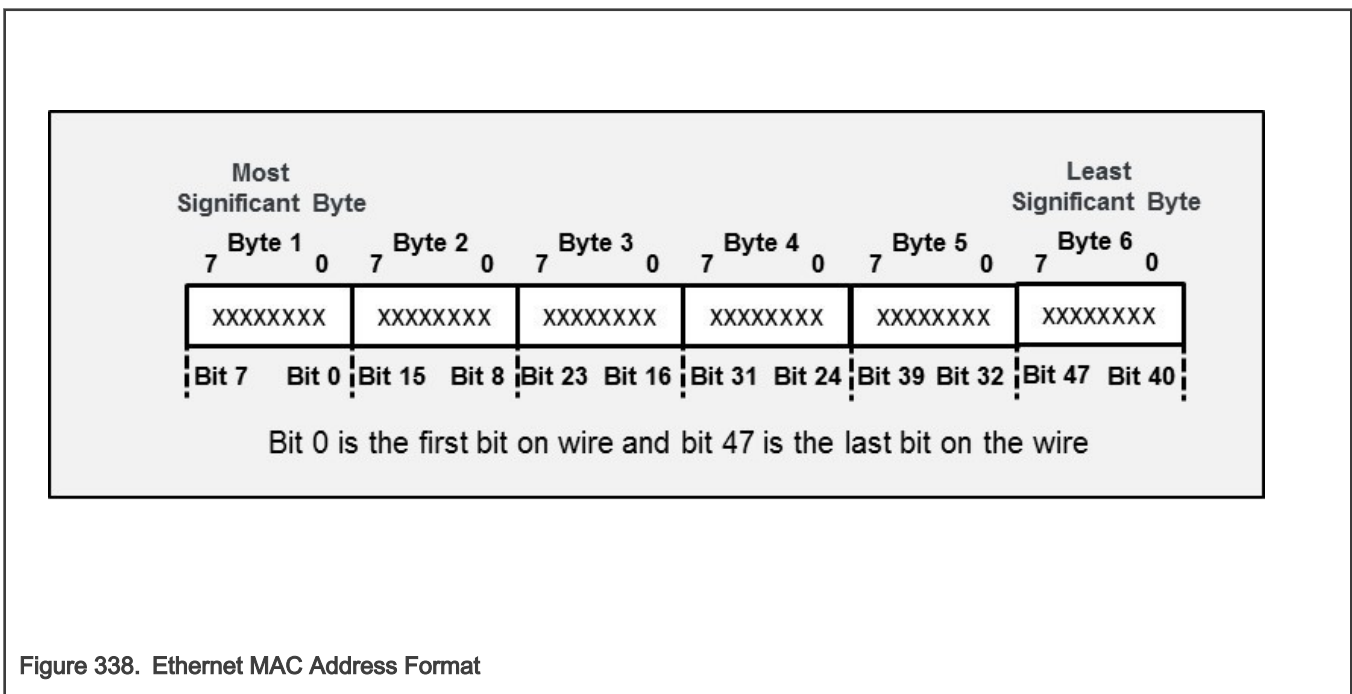 Most Least
Significant Byte Significant Byte
Byte 1 Byte 2 Byte 3 Byte 4 Byte 5 Byte 6
7 0 7 0 7 0 7 0 7 0 7 0
XXXXXXXX XXXXXXXX XXXXXXXX XXXXXXXX XXXXXXXX XXXXXXXX
Bit 7 Bit 0 Bit 15 Bit 8 Bit 23 Bit 16 Bit 31 Bit 24 Bit 39 Bit 32 Bit 47 Bit 40
Bit 0 is the first bit on wire and bit 47 is the last bit on the wire
Figure 338. Ethernet MAC Address Format